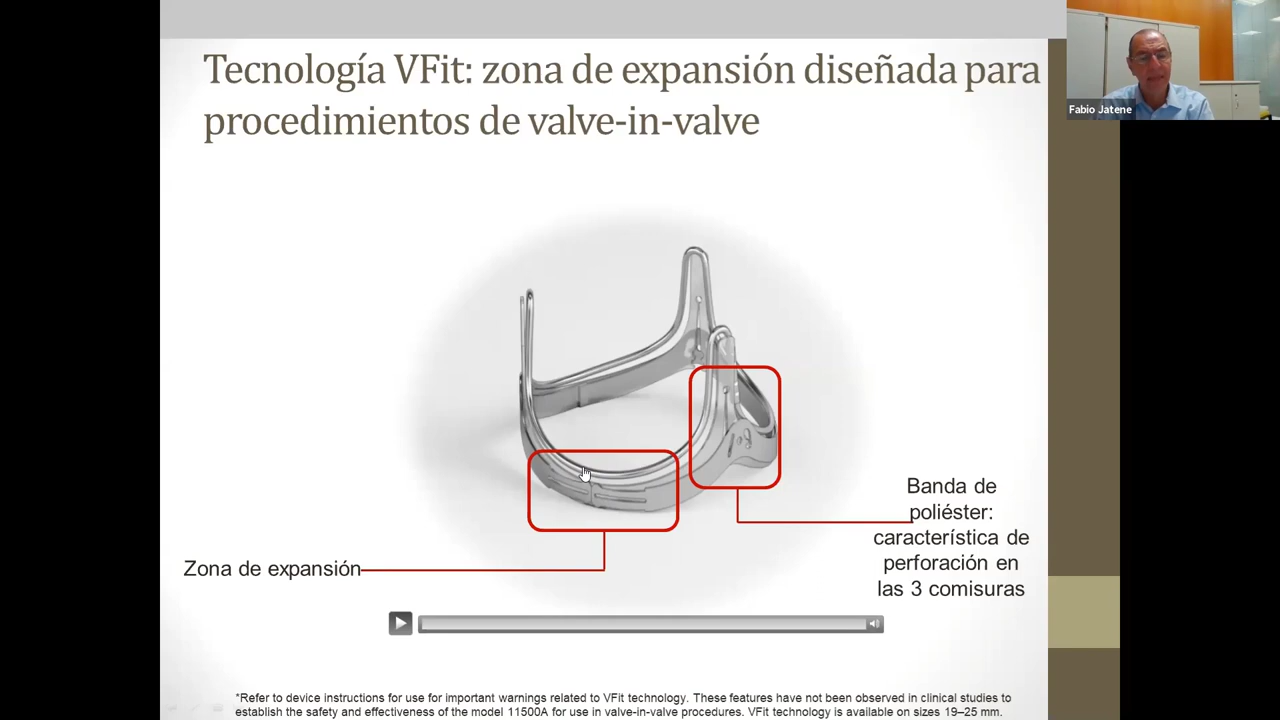 Tecnología VFit: zona de expansión diseñada para
procedimientos de valve-in-valve
Fabio Jatene
Banda de
poliéster:
característica de
perforación en
las 3 comisuras
Zona de expansión
*Refer to device instructions for use for important warnings related to VFit technology. These features have not been observed in clinical studies to
establish the safety and effectiveness of the model 11500A for use in valve-in-valve procedures. VFit technology is available on sizes 19–25 mm.